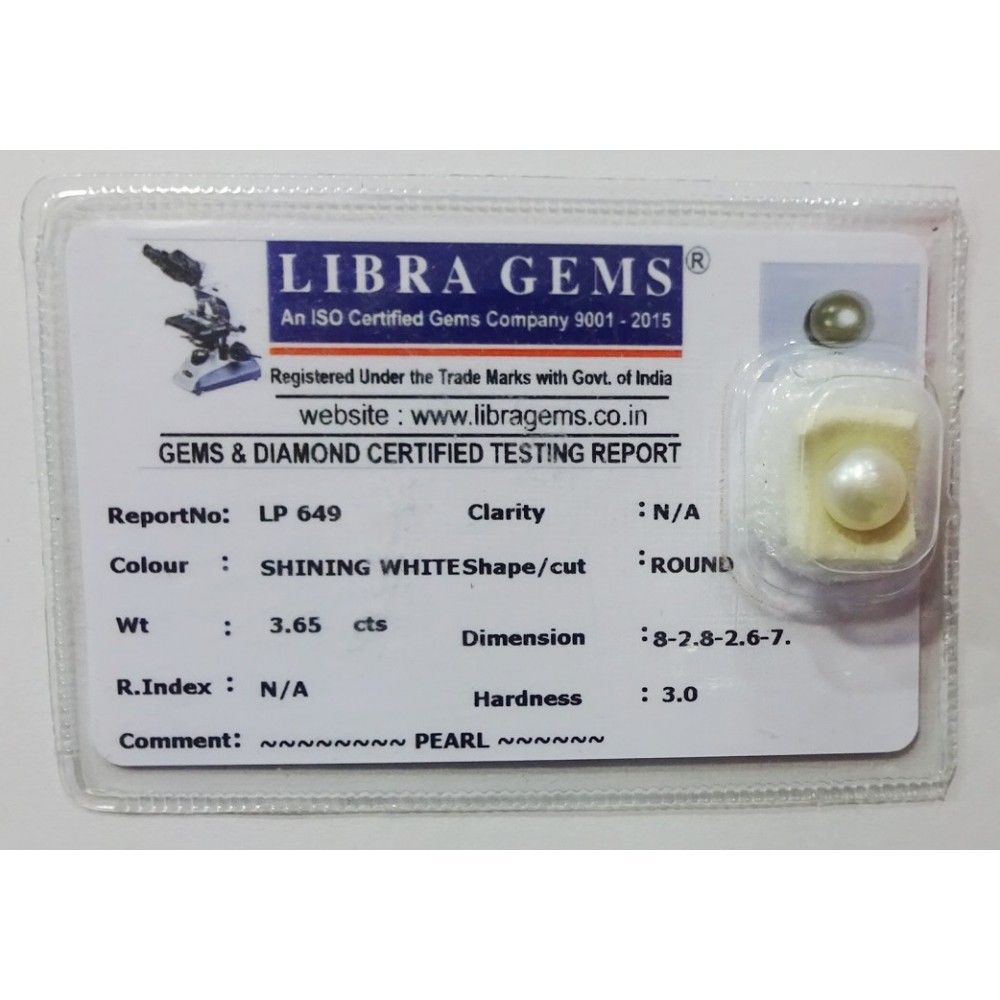 LIBRA GEMS ®
An ISO Certified Gems Company 9001 - 2015
Registered Under the Trade Marks with Govt. of India
website : www.libragems.co.in
GEMS & DIAMOND CERTIFIED TESTING REPORT
ReportNo: LP 649 Clarity : N/A
Colour : SHINING WHITE Shape/cut : ROUND
Wt : 3.65 cts Dimension : 8-2.8-2.6-7.
R.Index : N/A Hardness : 3.0
Comment: ~~~~~~~~ PEARL ~~~~~~